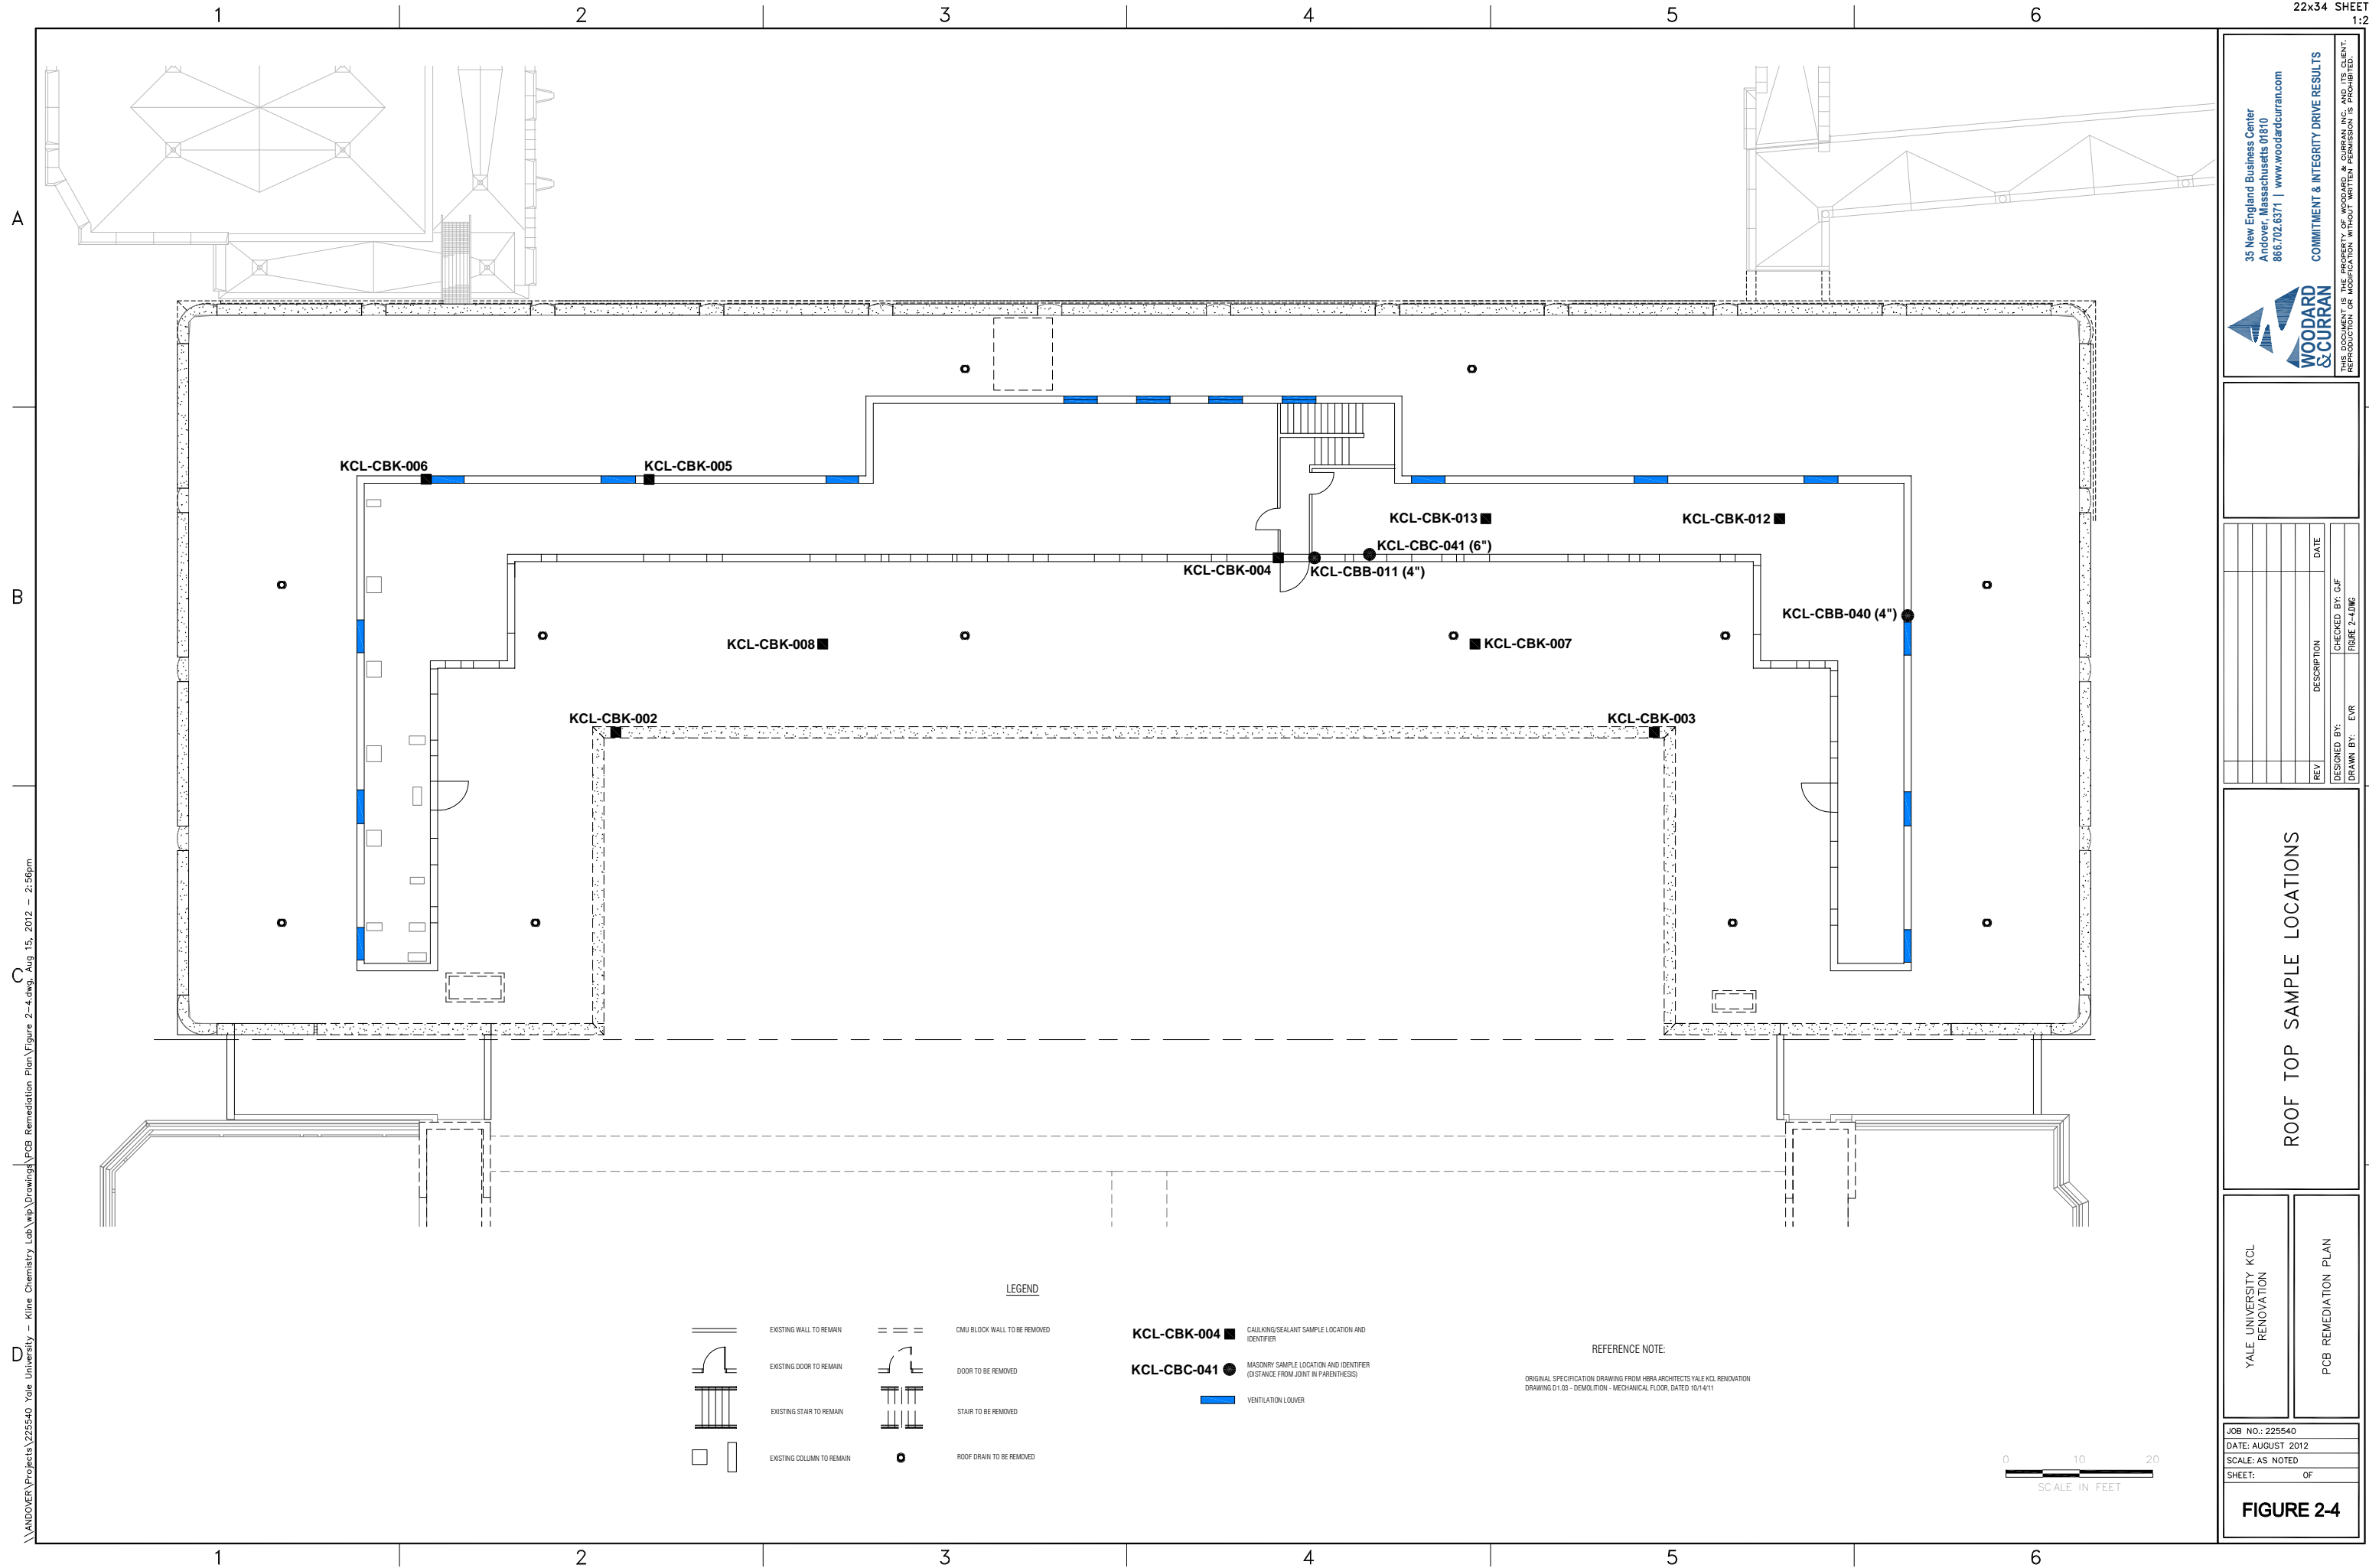 22x34 SHEET
1:2
1 2 3 4 5 6
A
B
C
D
KCL-CBK-006
KCL-CBK-005
KCL-CBK-013
KCL-CBK-012
KCL-CBC-041 (6")
KCL-CBK-004
KCL-CBB-011 (4")
KCL-CBB-040 (4")
KCL-CBK-008
KCL-CBK-007
KCL-CBK-002
KCL-CBK-003
LEGEND
EXISTING WALL TO REMAIN
EXISTING DOOR TO REMAIN
EXISTING STAIR TO REMAIN
EXISTING COLUMN TO REMAIN
CMU BLOCK WALL TO BE REMOVED
DOOR TO BE REMOVED
STAIR TO BE REMOVED
ROOF DRAIN TO BE REMOVED
KCL-CBK-004
CAULKING/SEALANT SAMPLE LOCATION AND
IDENTIFIER
KCL-CBC-041
MASONRY SAMPLE LOCATION AND IDENTIFIER
(DISTANCE FROM JOINT IN PARENTHESIS)
VENTILATION LOUVER
REFERENCE NOTE:
ORIGINAL SPECIFICATION DRAWING FROM HBRA ARCHITECTS YALE KCL RENOVATION
DRAWING D1.03 - DEMOLITION - MECHANICAL FLOOR, DATED 10/14/11
0 10 20
SCALE IN FEET
1 2 3 4 5 6
\\ANDOVER\Projects\225540 Yale University - Kline Chemistry Lab\wip\Drawings\PCB Remediation Plan\Figure 2-4.dwg, Aug 15, 2012 - 2:56pm
35 New England Business Center
Andover, Massachusetts 01810
866.702.6371 | www.woodardcurran.com
COMMITMENT & INTEGRITY DRIVE RESULTS
WOODARD
& CURRAN
THIS DOCUMENT IS THE PROPERTY OF WOODARD & CURRAN INC. AND ITS CLIENT.
REPRODUCTION OR MODIFICATION WITHOUT WRITTEN PERMISSION IS PROHIBITED.
REV DESCRIPTION DATE
DESIGNED BY: CHECKED BY: GJF
DRAWN BY: EVR FIGURE 2-4.DWG
ROOF TOP SAMPLE LOCATIONS
YALE UNIVERSITY KCL
RENOVATION
PCB REMEDIATION PLAN
JOB NO.: 225540
DATE: AUGUST 2012
SCALE: AS NOTED
SHEET: OF
FIGURE 2-4